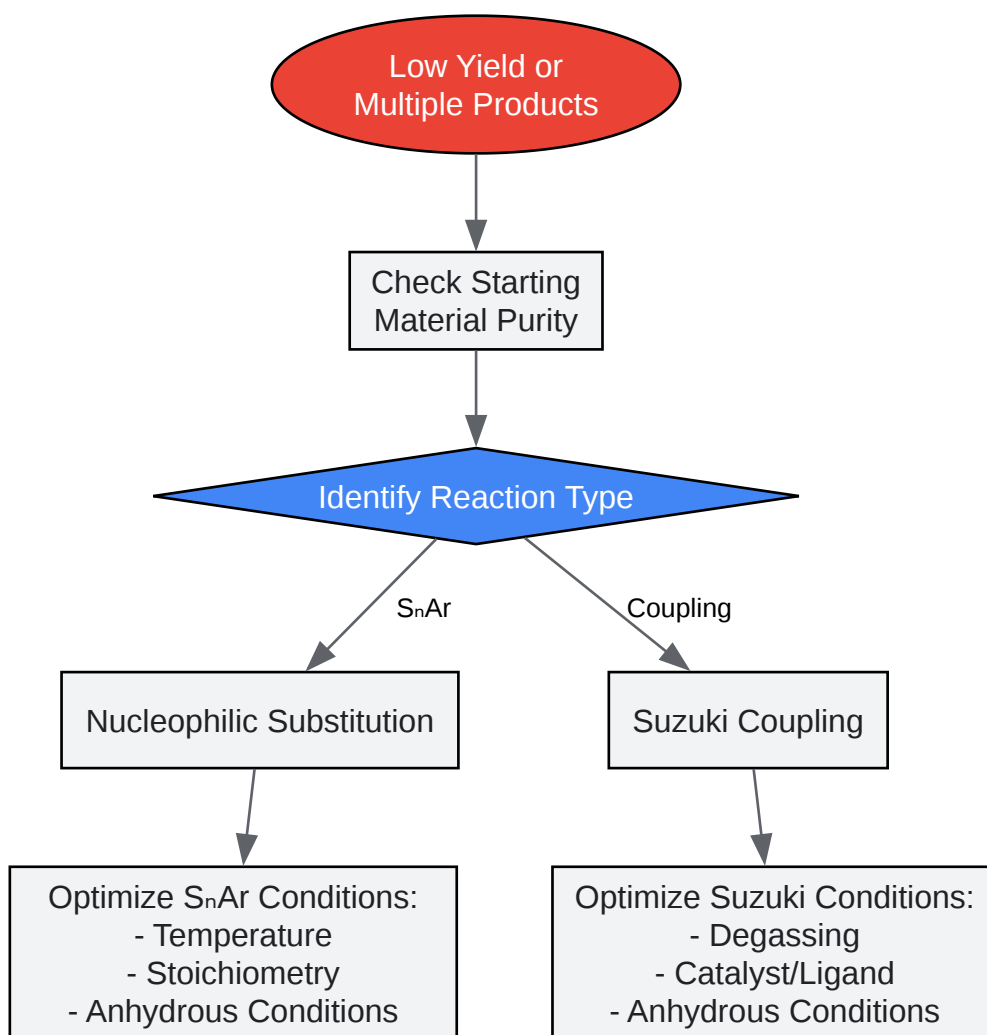 Low Yield or
Multiple Products
Check Starting
Material Purity
Identify Reaction Type
SₙAr
Coupling
Nucleophilic Substitution
Suzuki Coupling
Optimize SₙAr Conditions:
- Temperature
- Stoichiometry
- Anhydrous Conditions
Optimize Suzuki Conditions:
- Degassing
- Catalyst/Ligand
- Anhydrous Conditions